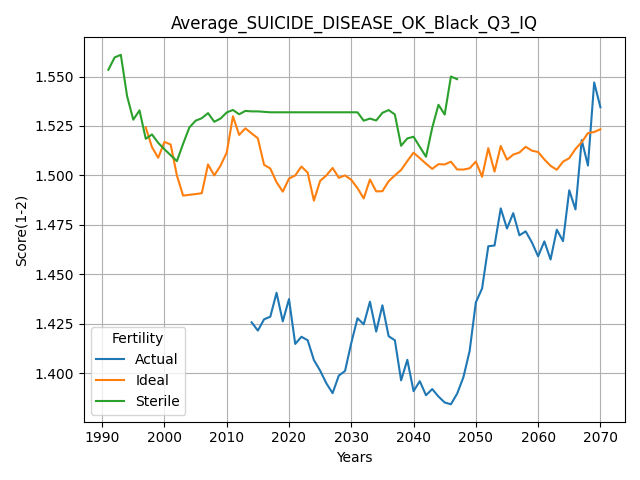 Average_SUICIDE_DISEASE_OK_Black_Q3_IQ
Score(1-2)
1.550
1.525
1.500
1.475
1.450
1.425
1.400
Fertility
Actual
Ideal
Sterile
1990 2000 2010 2020 2030 2040 2050 2060 2070
Years